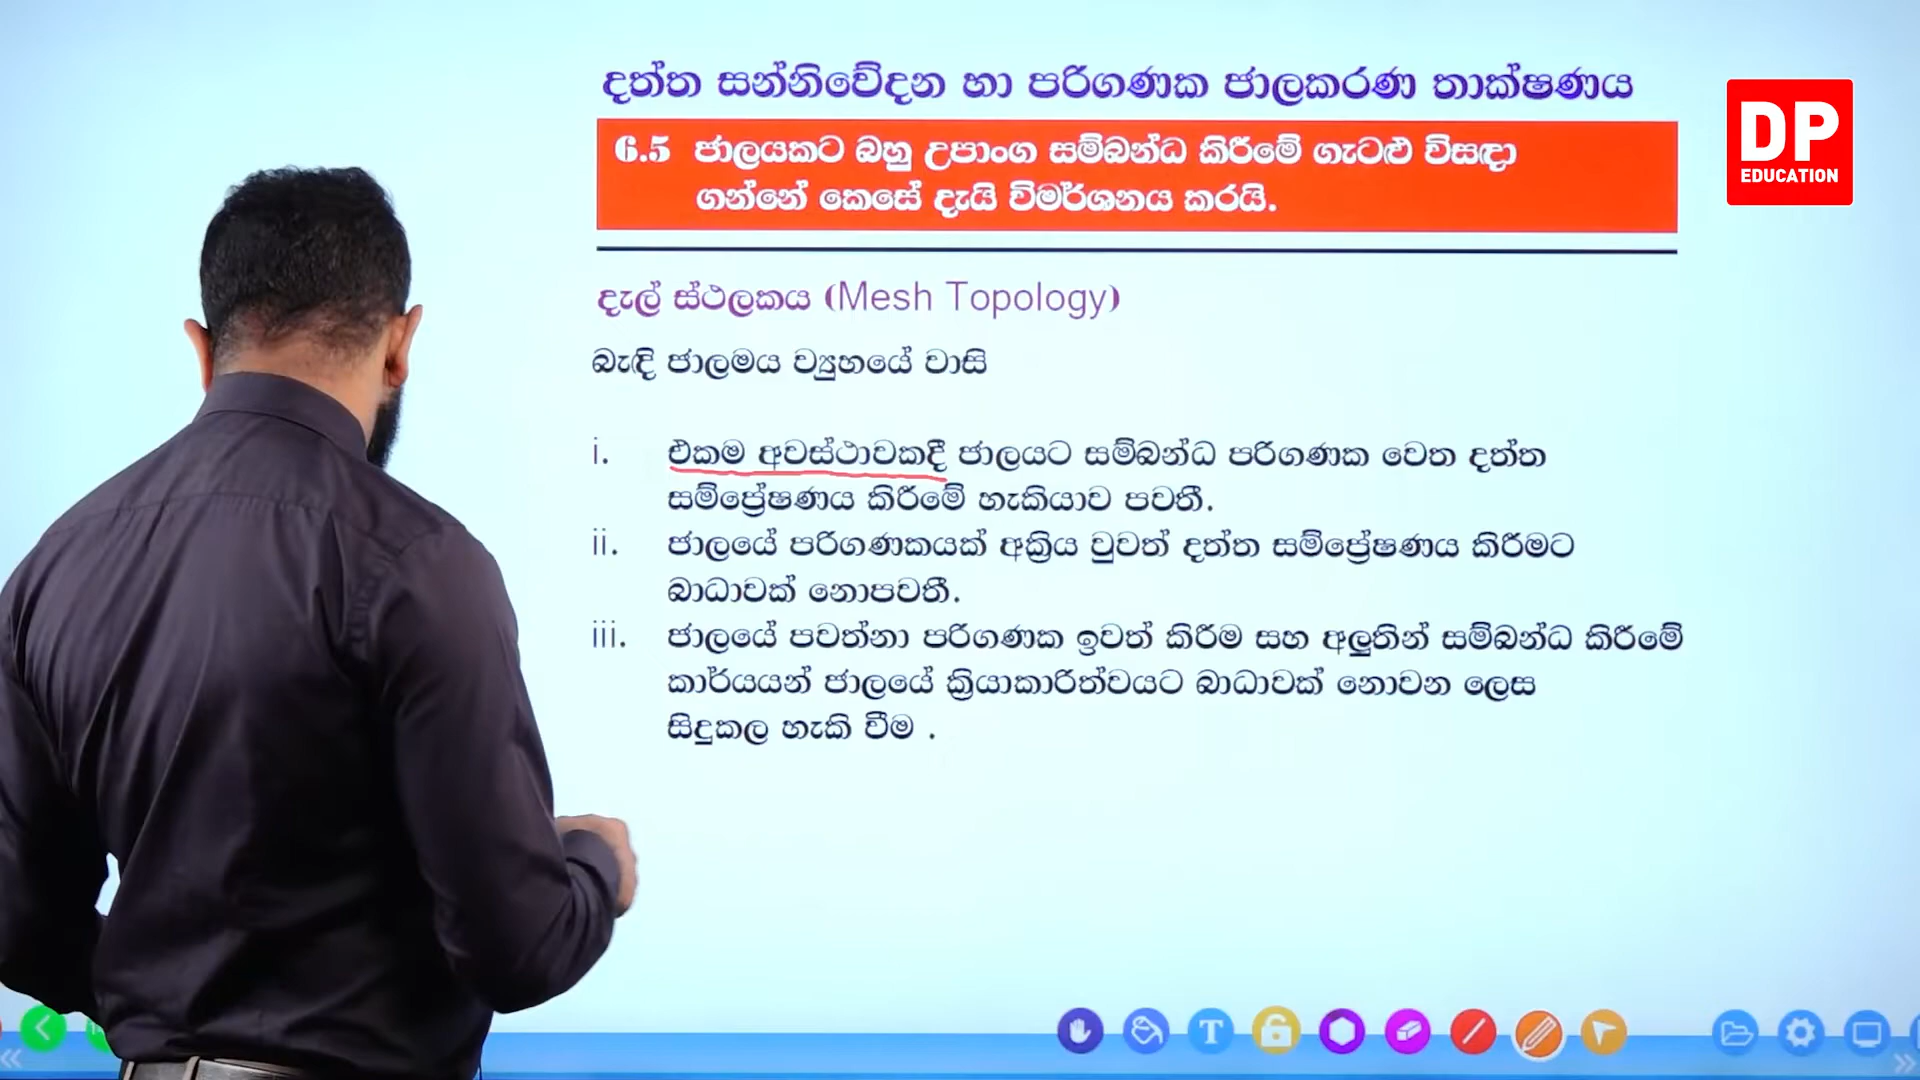 දත්ත සන්නිවේදන හා පරිගණක ජාලකරණ තාක්ෂණය
DP
EDUCATION
6.5 ජාලයකට බහු උපාංග සම්බන්ධ කිරීමේ ගැටළු විසඳා
ගන්නේ කෙසේ දැයි විමර්ශනය කරයි.
දැල් ස්ථලකය (Mesh Topology)
බැඳි ජාලමය ව්‍යුහයේ වාසි
i. එකම අවස්ථාවකදී ජාලයට සම්බන්ධ පරිගණක වෙත දත්ත
සම්ප්‍රේෂණය කිරීමේ හැකියාව පවතී.
ii. ජාලයේ පරිගණකයක් අක්‍රිය වුවත් දත්ත සම්ප්‍රේෂණය කිරීමට
බාධාවක් නොපවතී.
iii. ජාලයේ පවත්නා පරිගණක ඉවත් කිරීම සහ අලුතින් සම්බන්ධ කිරීමේ
කාර්යයන් ජාලයේ ක්‍රියාකාරිත්වයට බාධාවක් නොවන ලෙස
සිදුකල හැකි වීම .